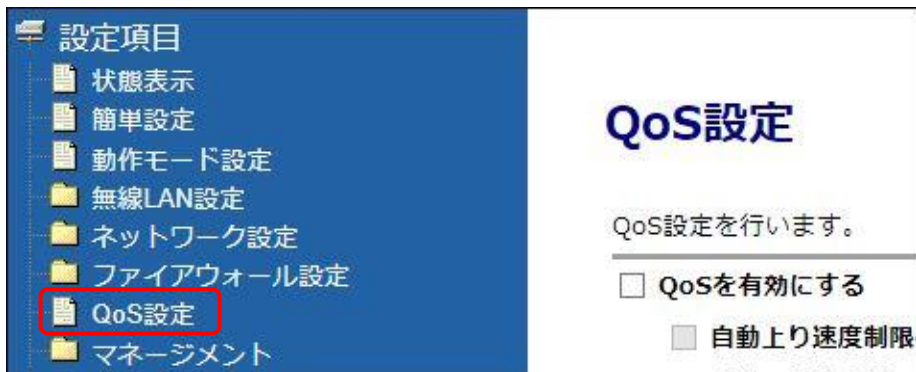 設定項目
状態表示
簡単設定
動作モード設定
無線LAN設定
ネットワーク設定
ファイアウォール設定
QoS設定
マネージメント
QoS設定
QoS設定を行います。
QoSを有効にする
自動上り速度制限